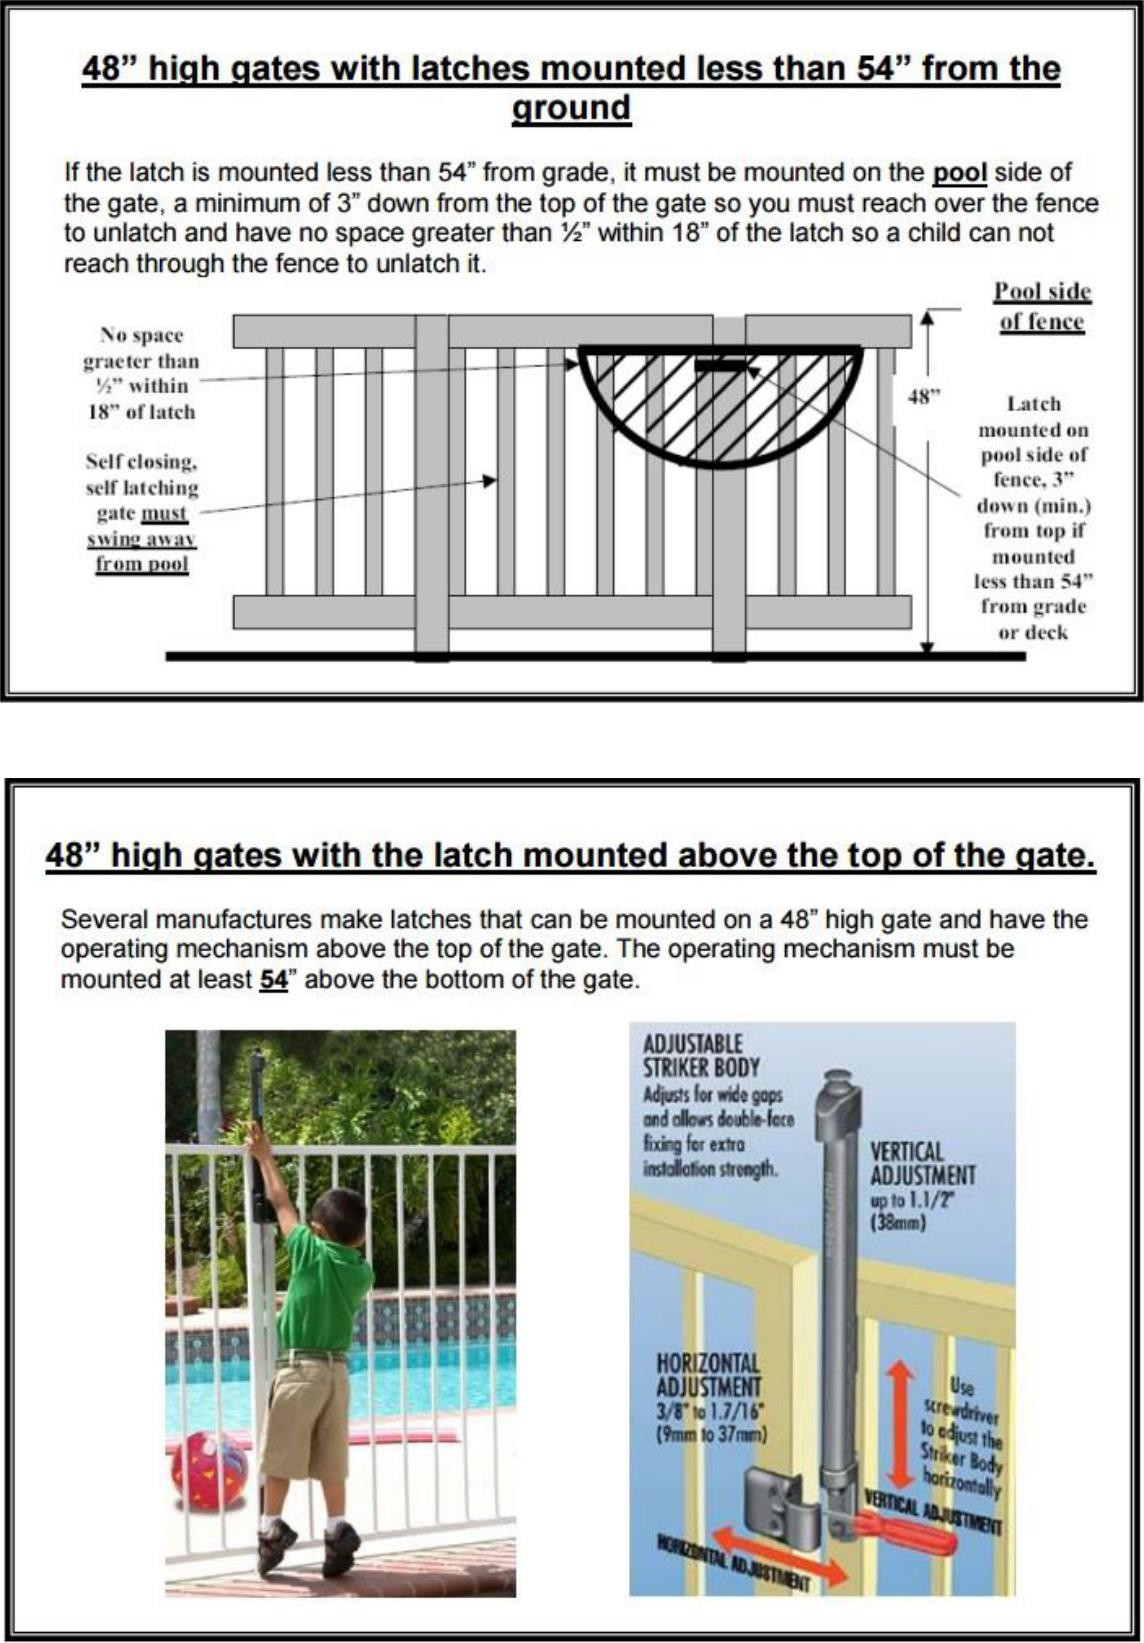 48” high gates with latches mounted less than 54” from the
ground
If the latch is mounted less than 54” from grade, it must be mounted on the pool side of
the gate, a minimum of 3” down from the top of the gate so you must reach over the fence
to unlatch and have no space greater than ½” within 18” of the latch so a child can not
reach through the fence to unlatch it.
Pool side
of fence
No space
graeter than
½” within
18” of latch
Self closing,
self latching
gate must
swing away
from pool
48”
Latch
mounted on
pool side of
fence, 3”
down (min.)
from top if
mounted
less than 54”
from grade
or deck
48” high gates with the latch mounted above the top of the gate.
Several manufactures make latches that can be mounted on a 48” high gate and have the
operating mechanism above the top of the gate. The operating mechanism must be
mounted at least 54” above the bottom of the gate.
ADJUSTABLE
STRIKER BODY
Adjusts for wide gaps
and allows double-face
fixing for extra
installation strength.
VERTICAL
ADJUSTMENT
up to 1.1/2"
(38mm)
HORIZONTAL
ADJUSTMENT
3/8" to 1.7/16"
(9mm to 37mm)
Use
screwdriver
to adjust the
Striker Body
horizontally
VERTICAL ADJUSTMENT
HORIZONTAL ADJUSTMENT